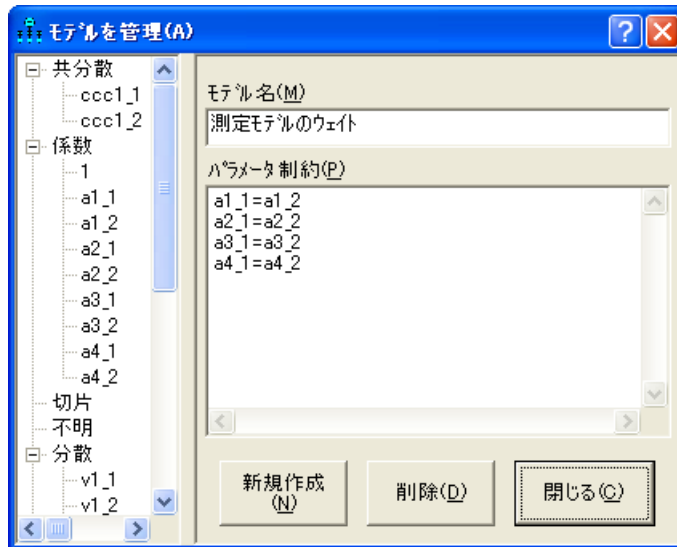 モデルを管理(A)
共分散
ccc1_1
ccc1_2
係数
1
a1_1
a1_2
a2_1
a2_2
a3_1
a3_2
a4_1
a4_2
切片
不明
分散
v1_1
v1_2
モデル名(M)
測定モデルのウェイト
パラメータ制約(P)
a1_1=a1_2
a2_1=a2_2
a3_1=a3_2
a4_1=a4_2
新規作成
(N)
削除(D)
閉じる(C)